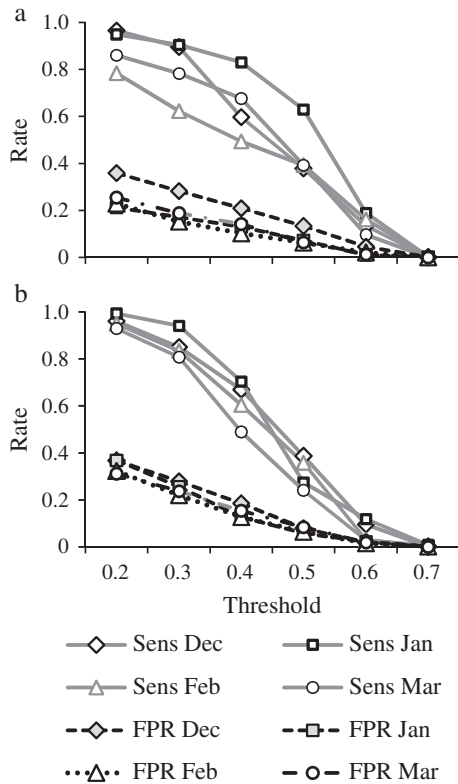 a
1.0
0.8
0.6
0.4
0.2
0
Rate
b
1.0
0.8
0.6
0.4
0.2
0
Rate
0.2 0.3 0.4 0.5 0.6 0.7
Threshold
Sens Dec Sens Jan
Sens Feb Sens Mar
FPR Dec FPR Jan
FPR Feb FPR Mar